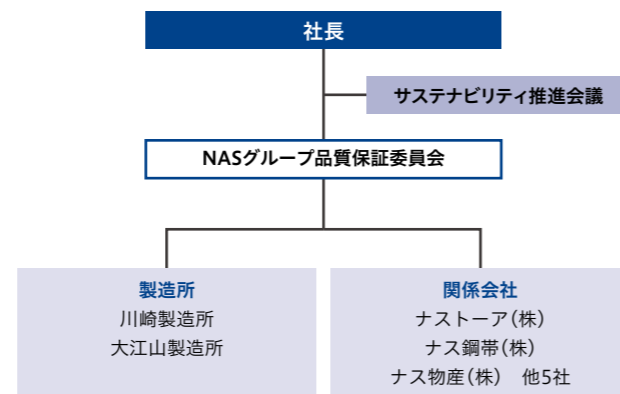 社長
サステナビリティ推進会議
NASグループ品質保証委員会
製造所
川崎製造所
大江山製造所
関係会社
ナストーア（株）
ナス鋼帯（株）
ナス物産（株）　他5社